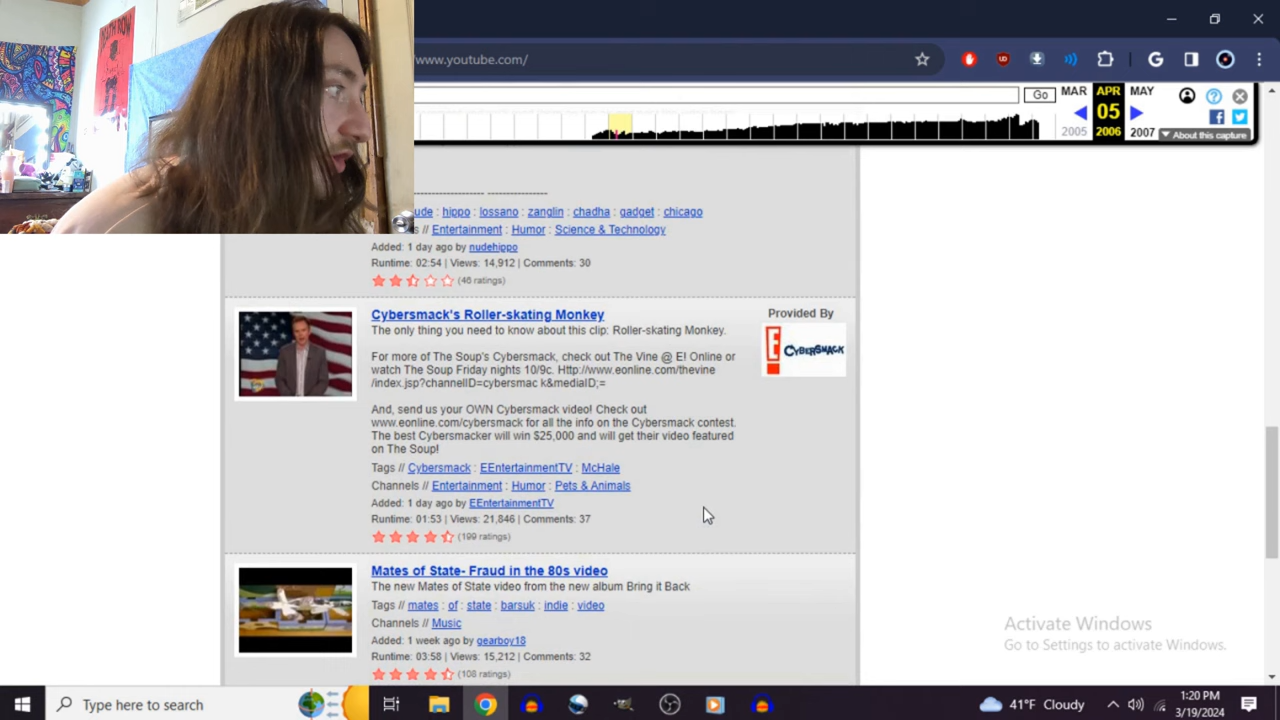 www.youtube.com/
Go
MAR APR MAY
05
2005 2006 2007
About this capture
ude : hippo : lossano : zanglin : chadha : gadget : chicago
s // Entertainment : Humor : Science & Technology
Added: 1 day ago by nudehippo
Runtime: 02:54 | Views: 14,912 | Comments: 30
(46 ratings)
Cybersmack's Roller-skating Monkey
The only thing you need to know about this clip: Roller-skating Monkey.
For more of The Soup's Cybersmack, check out The Vine @ E! Online or
watch The Soup Friday nights 10/9c. Http://www.eonline.com/thevine
/index.jsp?channelID=cybersmac k&mediaID;=
And, send us your OWN Cybersmack video! Check out
www.eonline.com/cybersmack for all the info on the Cybersmack contest.
The best Cybersmacker will win $25,000 and will get their video featured
on The Soup!
Tags // Cybersmack : EEntertainmentTV : McHale
Channels // Entertainment : Humor : Pets & Animals
Added: 1 day ago by EEntertainmentTV
Runtime: 01:53 | Views: 21,846 | Comments: 37
(199 ratings)
Provided By
E! CYBERSMACK
Mates of State- Fraud in the 80s video
The new Mates of State video from the new album Bring it Back
Tags // mates : of : state : barsuk : indie : video
Channels // Music
Added: 1 week ago by gearboy18
Runtime: 03:58 | Views: 15,212 | Comments: 32
(108 ratings)
Activate Windows
Go to Settings to activate Windows.
Type here to search
41°F Cloudy
1:20 PM
3/19/2024